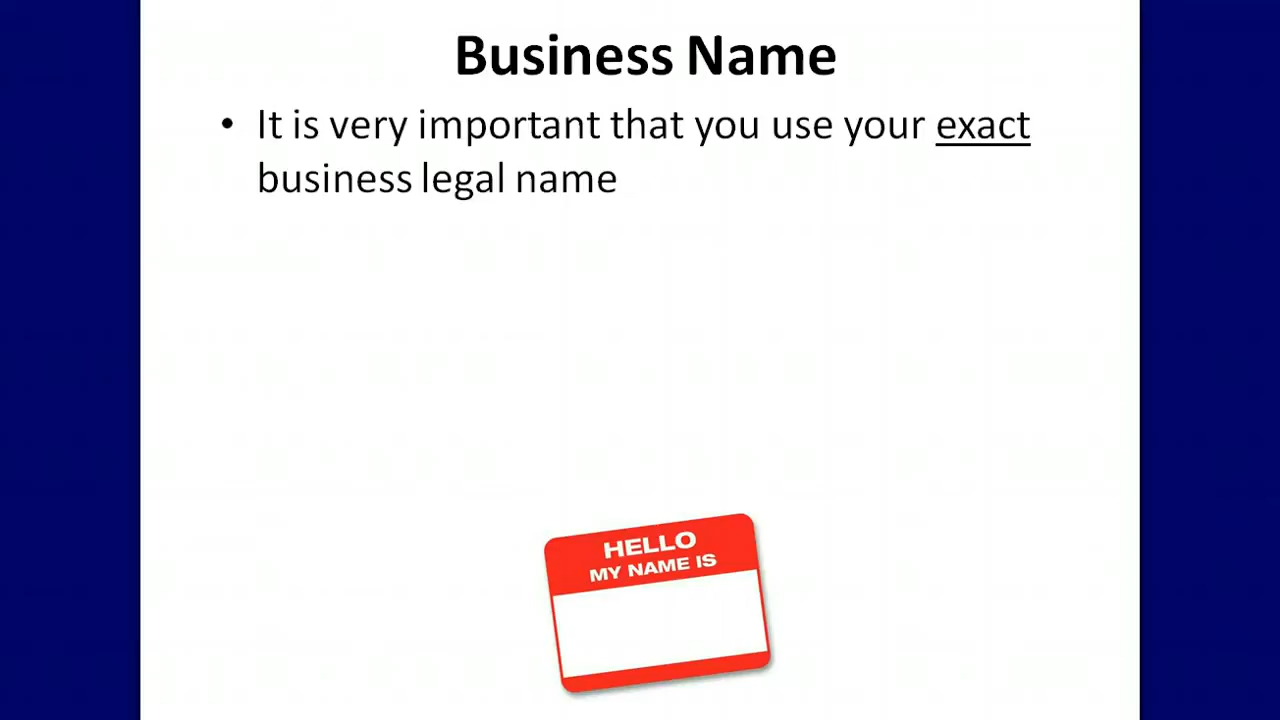 Business Name
• It is very important that you use your exact
business legal name
HELLO
MY NAME IS